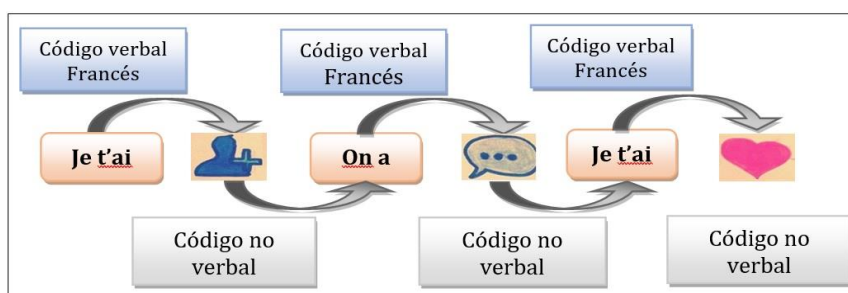 Código verbal
Francés
Código verbal
Francés
Código verbal
Francés
Je t’ai
On a
Je t’ai
Código no
verbal
Código no
verbal
Código no
verbal